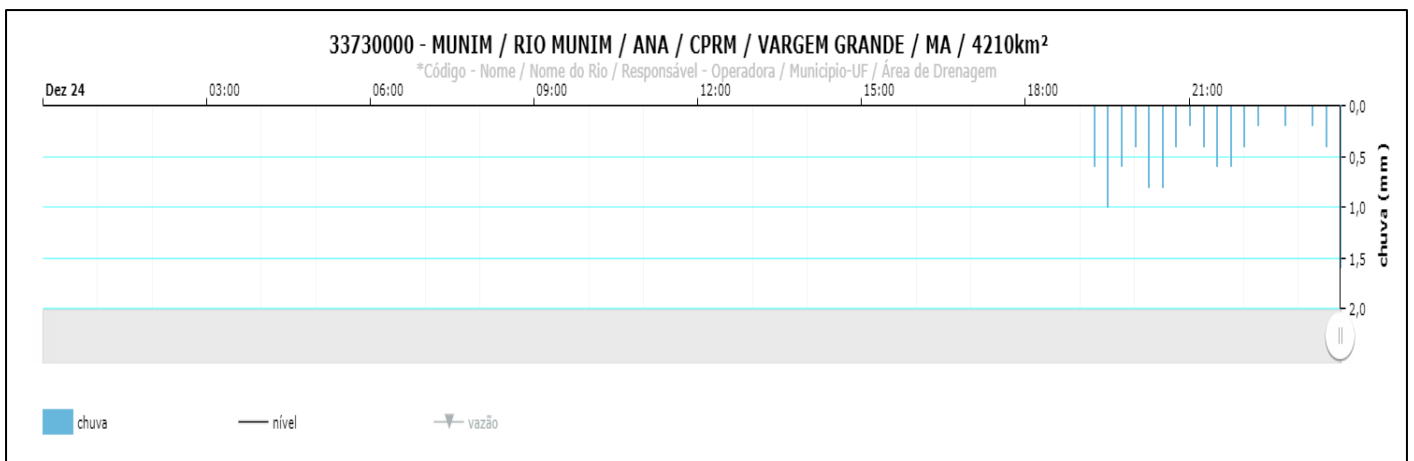 33730000 - MUNIM / RIO MUNIM / ANA / CPRM / VARGEM GRANDE / MA / 4210km²
*Código - Nome / Nome do Rio / Responsável - Operadora / Municipio-UF / Área de Drenagem
Dez 24 03:00 06:00 09:00 12:00 15:00 18:00 21:00
0,0
0,5
1,0
1,5
2,0
chuva (mm)
chuva nível vazão